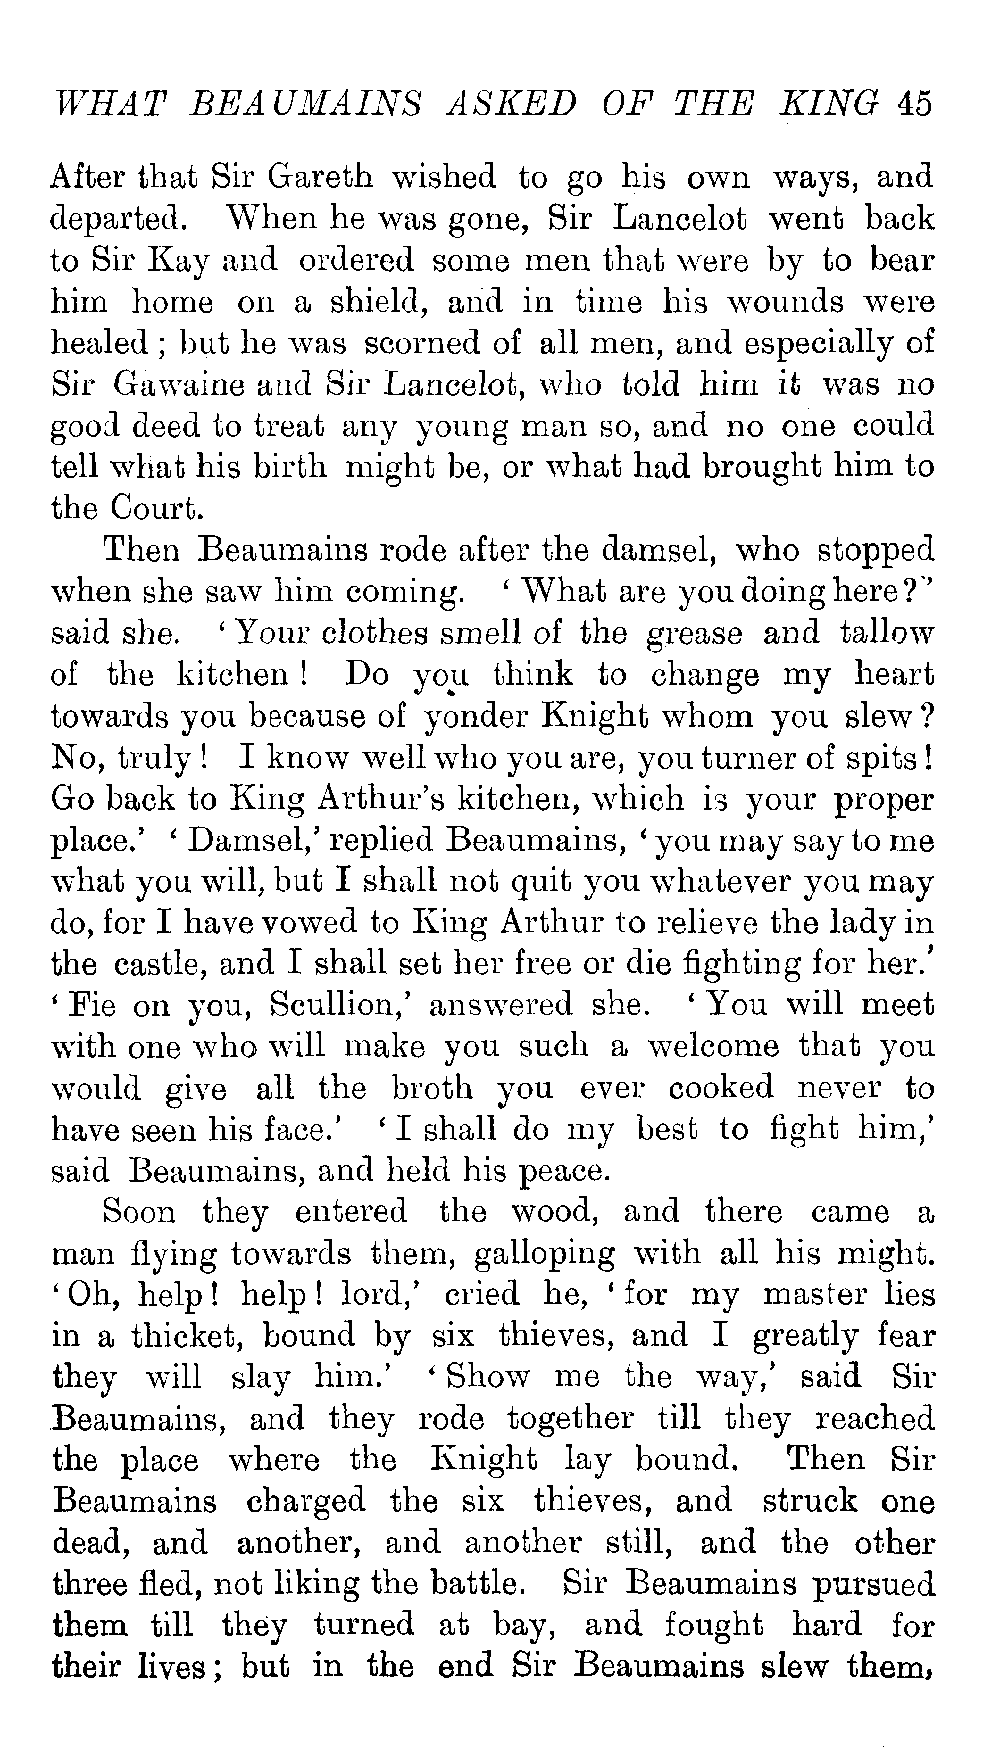 WHAT BEAUMAINS ASKED OF THE KING 45
After that Sir Gareth wished to go his own ways, and
departed. When he was gone, Sir Lancelot went back
to Sir Kay and ordered some men that were by to bear
him home on a shield, and in time his wounds were
healed ; but he was scorned of all men, and especially of
Sir Gawaine and Sir Lancelot, who told him it was no
good deed to treat any young man so, and no one could
tell what his birth might be, or what had brought him to
the Court.
Then Beaumains rode after the damsel, who stopped
when she saw him coming. ‘ What are you doing here?’
said she. ‘ Your clothes smell of the grease and tallow
of the kitchen ! Do you think to change my heart
towards you because of yonder Knight whom you slew ?
No, truly ! I know well who you are, you turner of spits !
Go back to King Arthur’s kitchen, which is your proper
place.’ ‘ Damsel,’ replied Beaumains, ‘ you may say to me
what you will, but I shall not quit you whatever you may
do, for I have vowed to King Arthur to relieve the lady in
the castle, and I shall set her free or die fighting for her.’
‘ Fie on you, Scullion,’ answered she. ‘ You will meet
with one who will make you such a welcome that you
would give all the broth you ever cooked never to
have seen his face.’ ‘ I shall do my best to fight him,’
said Beaumains, and held his peace.
Soon they entered the wood, and there came a
man flying towards them, galloping with all his might.
‘ Oh, help ! help ! lord,’ cried he, ‘ for my master lies
in a thicket, bound by six thieves, and I greatly fear
they will slay him.’ ‘ Show me the way,’ said Sir
Beaumains, and they rode together till they reached
the place where the Knight lay bound. Then Sir
Beaumains charged the six thieves, and struck one
dead, and another, and another still, and the other
three fled, not liking the battle. Sir Beaumains pursued
them till they turned at bay, and fought hard for
their lives ; but in the end Sir Beaumains slew them,